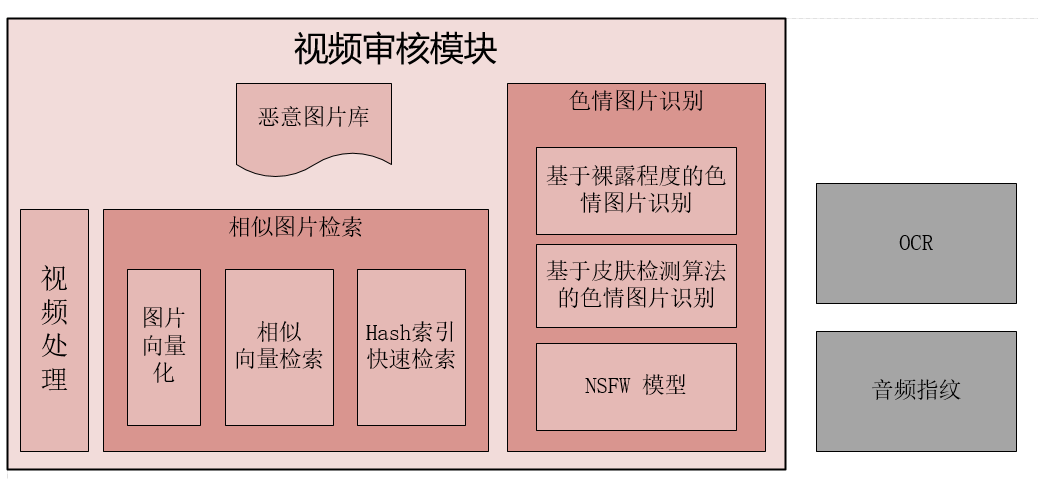 视频审核模块
恶意图片库
色情图片识别
基于裸露程度的色
情图片识别
基于皮肤检测算法
的色情图片识别
NSFW 模型
视
频
处
理
相似图片检索
图片
向量
化
相似
向量检索
Hash索引
快速检索
OCR
音频指纹